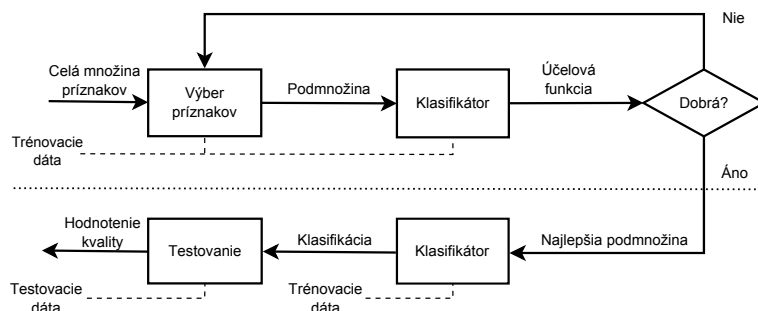 Nie
Celá množina
príznakov
Výber
príznakov
Podmnožina
Klasifikátor
Účelová
funkcia
Dobrá?
Trénovacie
dáta
Áno
Hodnotenie
kvality
Testovanie
Klasifikácia
Klasifikátor
Najlepšia podmnožina
Testovacie
dáta
Trénovacie
dáta